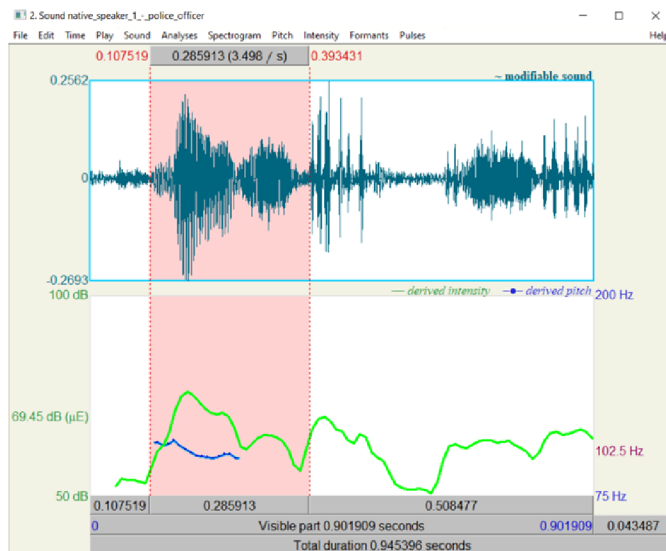 2. Sound native_speaker_1_-_police_officer
File Edit Time Play Sound Analyses Spectrogram Pitch Intensity Formants Pulses Help
0.107519 0.285913 (3.498 / s) 0.393431
0.2562
~ modifiable sound
0
-0.2693
100 dB
derived intensity
derived pitch
200 Hz
69.45 dB (µE)
102.5 Hz
50 dB
75 Hz
0.107519 0.285913 0.508477
0 Visible part 0.901909 seconds 0.901909 0.043487
Total duration 0.945396 seconds